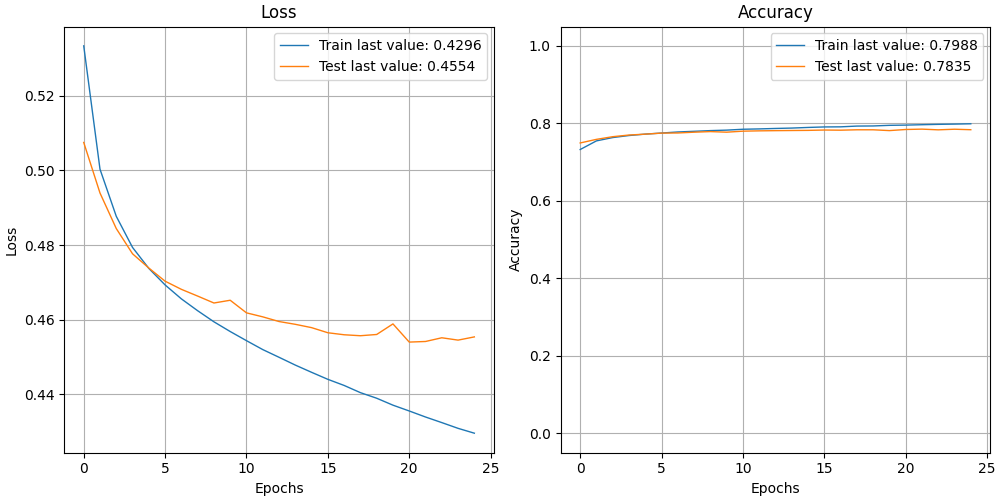 Loss
Train last value: 0.4296
Test last value: 0.4554
0.52
0.50
0.48
0.46
0.44
Loss
0
5
10
15
20
25
Epochs
Accuracy
Train last value: 0.7988
Test last value: 0.7835
1.0
0.8
0.6
0.4
0.2
0.0
Accuracy
0
5
10
15
20
25
Epochs